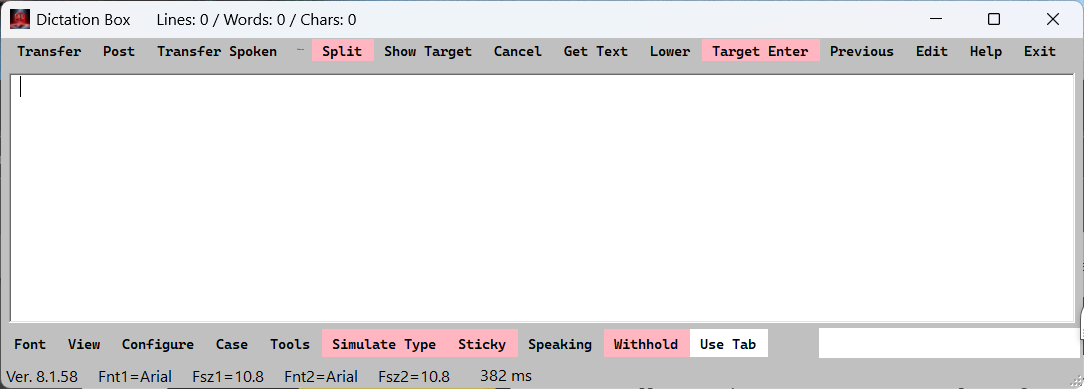 Dictation Box Lines: 0 / Words: 0 / Chars: 0
Transfer Post Transfer Spoken – Split Show Target Cancel Get Text Lower Target Enter Previous Edit Help Exit
Font View Configure Case Tools Simulate Type Sticky Speaking Withhold Use Tab
Ver. 8.1.58 Fnt1=Arial Fsz1=10.8 Fnt2=Arial Fsz2=10.8 382 ms